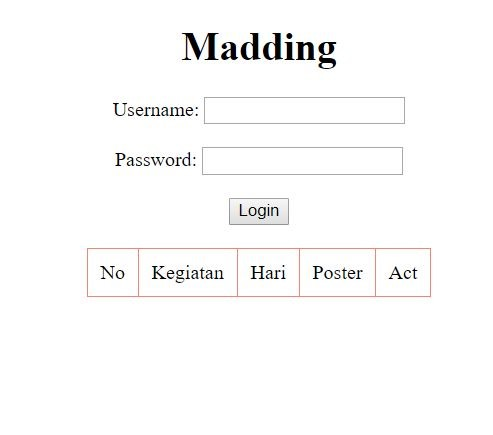 Madding
Username:
Password:
Login
No Kegiatan Hari Poster Act